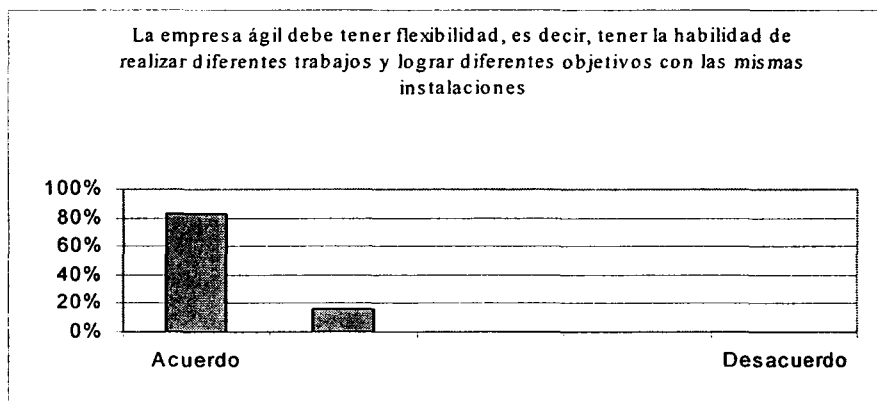 La empresa ágil debe tener flexibilidad, es decir, tener la habilidad de
realizar diferentes trabajos y lograr diferentes objetivos con las mismas
instalaciones
100%
80%
60%
40%
20%
0%
Acuerdo
Desacuerdo